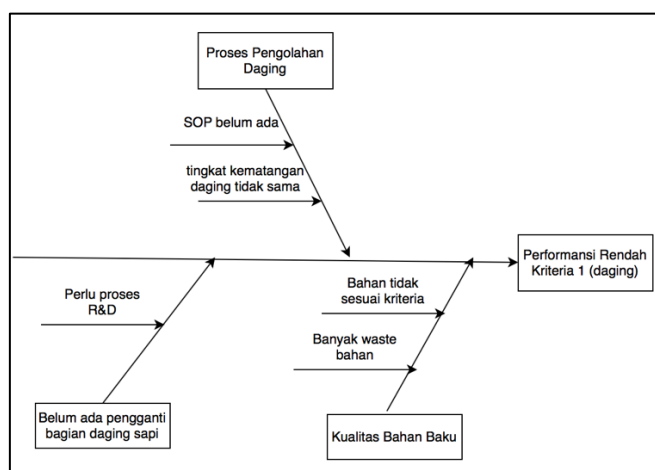 Proses Pengolahan
Daging
SOP belum ada
tingkat kematangan
daging tidak sama
Performansi Rendah
Kriteria 1 (daging)
Perlu proses
R&D
Bahan tidak
sesuai kriteria
Banyak waste
bahan
Belum ada pengganti
bagian daging sapi
Kualitas Bahan Baku